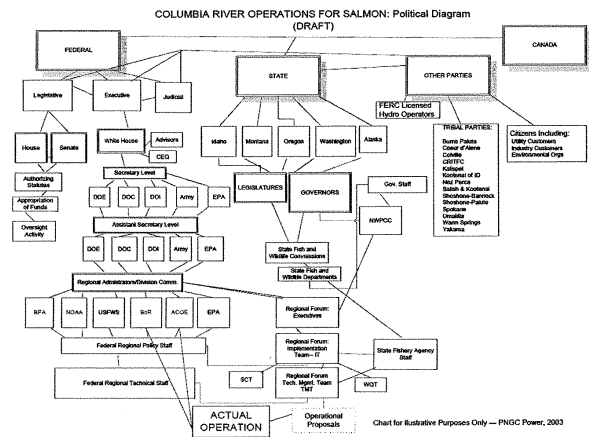 COLUMBIA RIVER OPERATIONS FOR SALMON: Political Diagram
(DRAFT)
FEDERAL
STATE
OTHER PARTIES
CANADA
Legislative
Executive
Judicial
FERC Licensed
Hydro Operators
House
Senate
White House
Advisors
CEQ
Idaho
Montana
Oregon
Washington
Alaska
TRIBAL PARTIES:
Burns Paiute
Coeur d'Alene
Colville
CRITFC
Kalispel
Kootenai of ID
Nez Perce
Salish & Kootenai
Shoshone-Bannock
Shoshone-Paiute
Spokane
Umatilla
Warm Springs
Yakama
Citizens Including:
Utility Customers
Industry Customers
Environmental Orgs
Authorizing
Statutes
Appropriation
of Funds
Oversight
Activity
Secretary Level
DOE
DOC
DOI
Army
EPA
LEGISLATURES
GOVERNORS
Gov. Staff
NWPCC
Assistant Secretary Level
DOE
DOC
DOI
Army
EPA
State Fish and
Wildlife Commissions
State Fish and
Wildlife Departments
Regional Administrators/Division Comm.
BPA
NOAA
USFWS
BoR
ACOE
EPA
Regional Forum:
Executives
Federal Regional Policy Staff
Regional Forum:
Implementation
Team– IT
State Fishery Agency
Staff
Federal Regional Technical Staff
SCT
Regional Forum
Tech. Mgmt. Team
TMT
WQT
ACTUAL
OPERATION
Operational
Proposals
Chart for Illustrative Purposes Only — PNGC Power, 2003